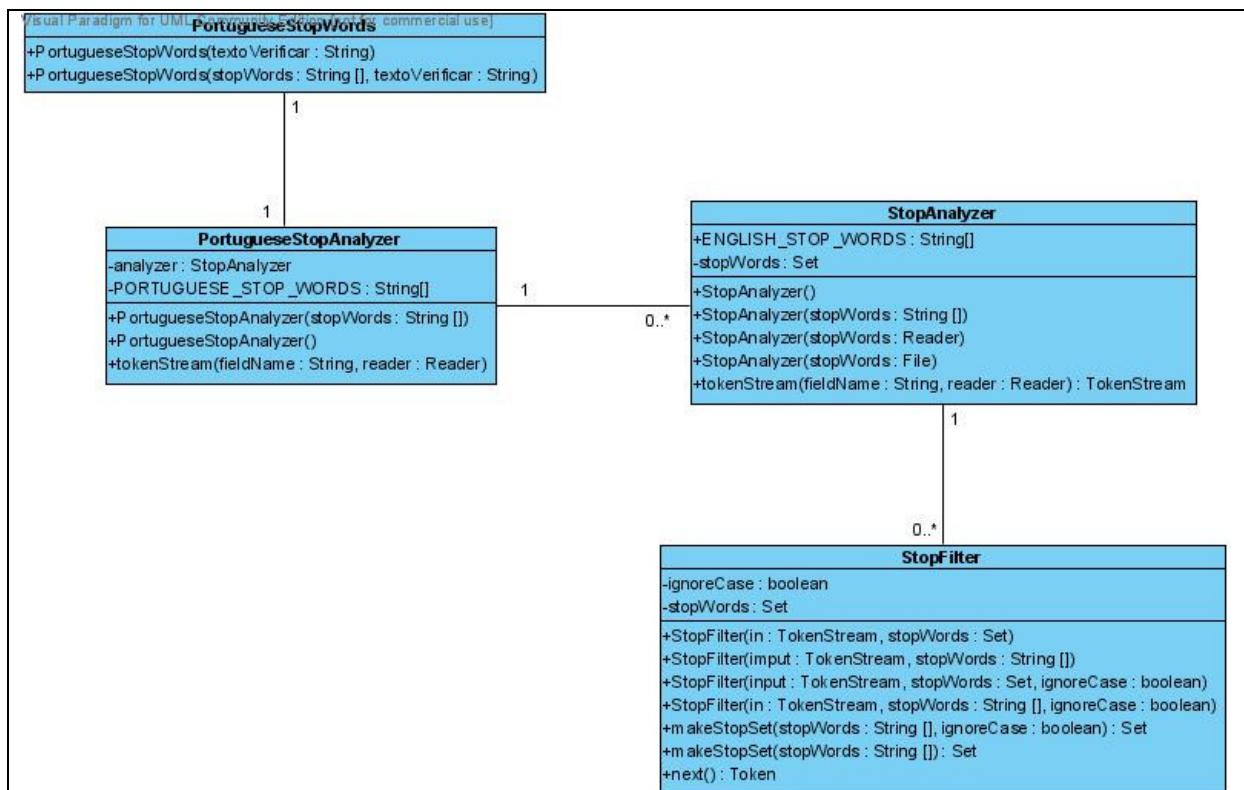 Visual Paradigm for UML Community Edition [not for commercial use]
PortugueseStopWords
+PortugueseStopWords(textoVerificar : String)
+PortugueseStopWords(stopWords : String [], textoVerificar : String)
1
1
PortugueseStopAnalyzer
-analyzer : StopAnalyzer
-PORTUGUESE_STOP_WORDS : String[]
+PortugueseStopAnalyzer(stopWords : String [])
+PortugueseStopAnalyzer()
+tokenStream(fieldName : String, reader : Reader)
1
0..*
StopAnalyzer
+ENGLISH_STOP_WORDS : String[]
-stopWords : Set
+StopAnalyzer()
+StopAnalyzer(stopWords : String [])
+StopAnalyzer(stopWords : Reader)
+StopAnalyzer(stopWords : File)
+tokenStream(fieldName : String, reader : Reader) : TokenStream
1
0..*
StopFilter
-ignoreCase : boolean
-stopWords : Set
+StopFilter(in : TokenStream, stopWords : Set)
+StopFilter(imput : TokenStream, stopWords : String [])
+StopFilter(input : TokenStream, stopWords : Set, ignoreCase : boolean)
+StopFilter(in : TokenStream, stopWords : String [], ignoreCase : boolean)
+makeStopSet(stopWords : String [], ignoreCase : boolean) : Set
+makeStopSet(stopWords : String []) : Set
+next() : Token